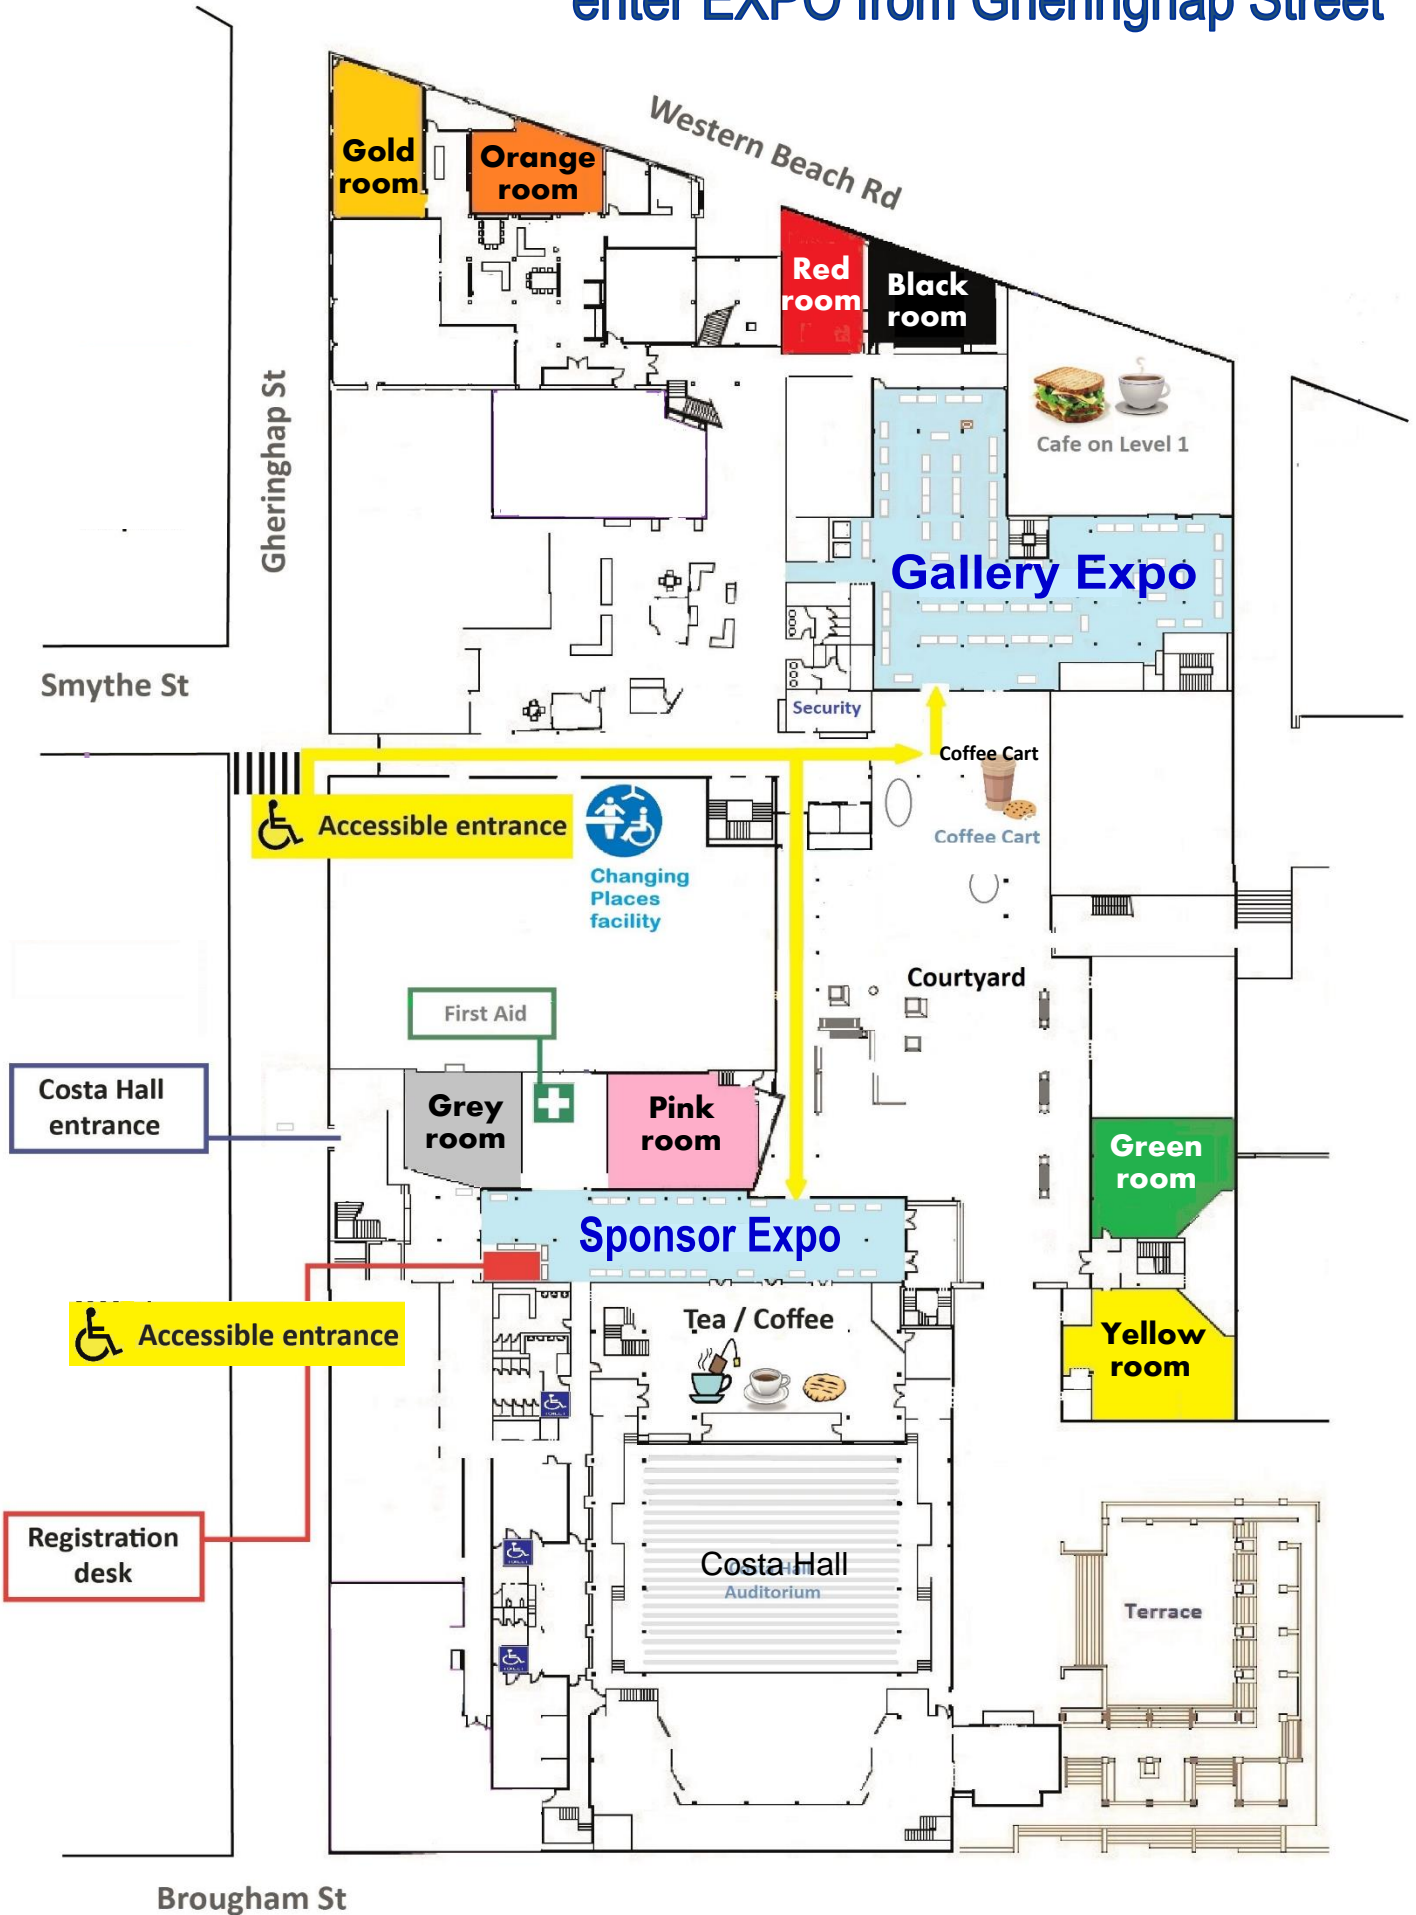 enter EXPO from Gheringhap Street
Western Beach Rd
Gold
room
Orange
room
Red
room
Black
room
Gheringhap St
Cafe on Level 1
Gallery Expo
Smythe St
Security
Coffee Cart
Accessible entrance
Coffee Cart
Changing
Places
facility
Courtyard
First Aid
Costa Hall
entrance
Grey
room
Pink
room
Green
room
Sponsor Expo
Accessible entrance
Tea / Coffee
Yellow
room
Registration
desk
Costa Hall
Costa Hall
Auditorium
Terrace
Brougham St